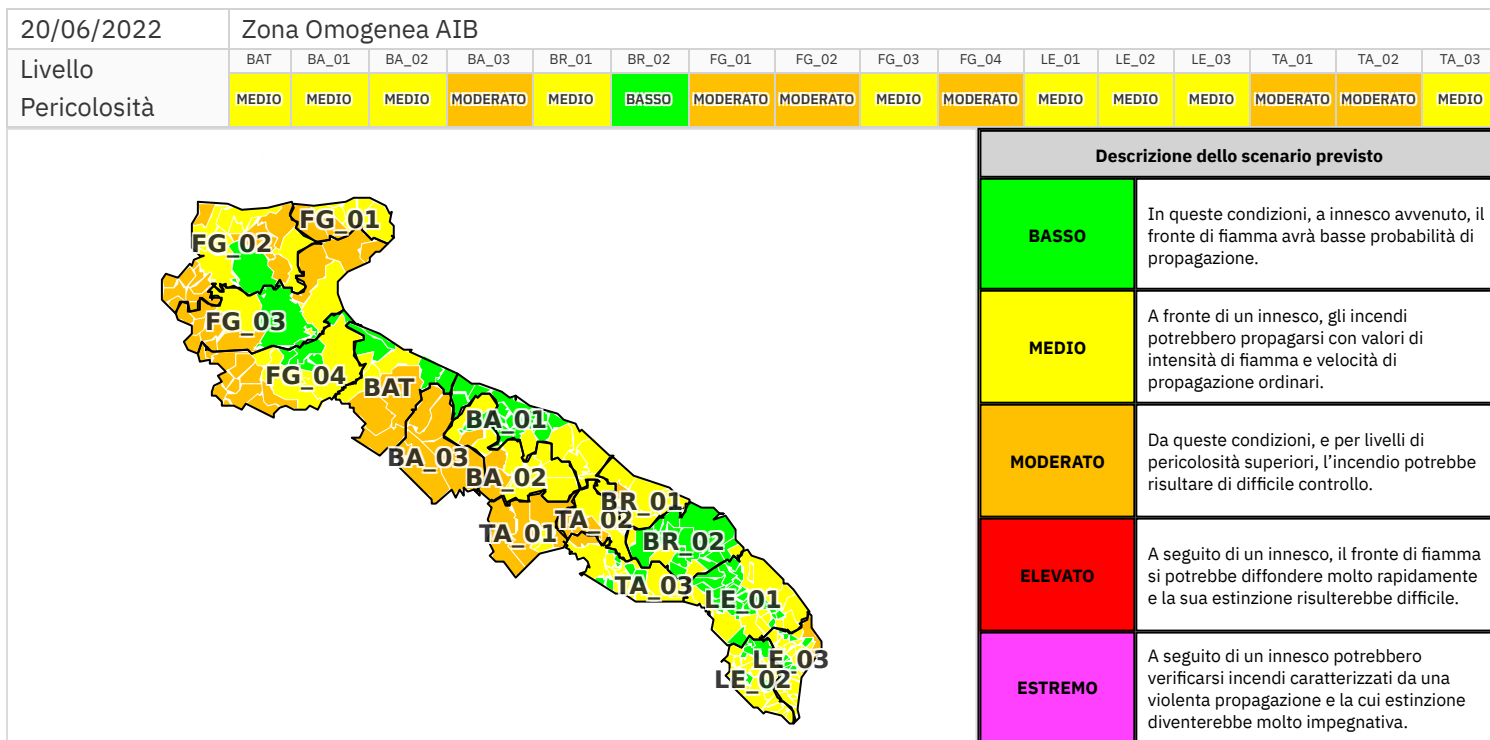 20/06/2022 Zona Omogenea AIB
Livello Pericolosità
BAT BA_01 BA_02 BA_03 BR_01 BR_02 FG_01 FG_02 FG_03 FG_04 LE_01 LE_02 LE_03 TA_01 TA_02 TA_03
MEDIO MEDIO MEDIO MODERATO MEDIO BASSO MODERATO MODERATO MEDIO MODERATO MEDIO MEDIO MEDIO MODERATO MODERATO MEDIO
FG_01
FG_02
FG_03
FG_04
BAT
BA_01
BA_03
BA_02
BR_01
TA_02
TA_01
BR_02
TA_03
LE_01
LE_03
LE_02
Descrizione dello scenario previsto
BASSO
In queste condizioni, a innesco avvenuto, il
fronte di fiamma avrà basse probabilità di
propagazione.
MEDIO
A fronte di un innesco, gli incendi
potrebbero propagarsi con valori di
intensità di fiamma e velocità di
propagazione ordinari.
MODERATO
Da queste condizioni, e per livelli di
pericolosità superiori, l’incendio potrebbe
risultare di difficile controllo.
ELEVATO
A seguito di un innesco, il fronte di fiamma
si potrebbe diffondere molto rapidamente
e la sua estinzione risulterebbe difficile.
ESTREMO
A seguito di un innesco potrebbero
verificarsi incendi caratterizzati da una
violenta propagazione e la cui estinzione
diventerebbe molto impegnativa.